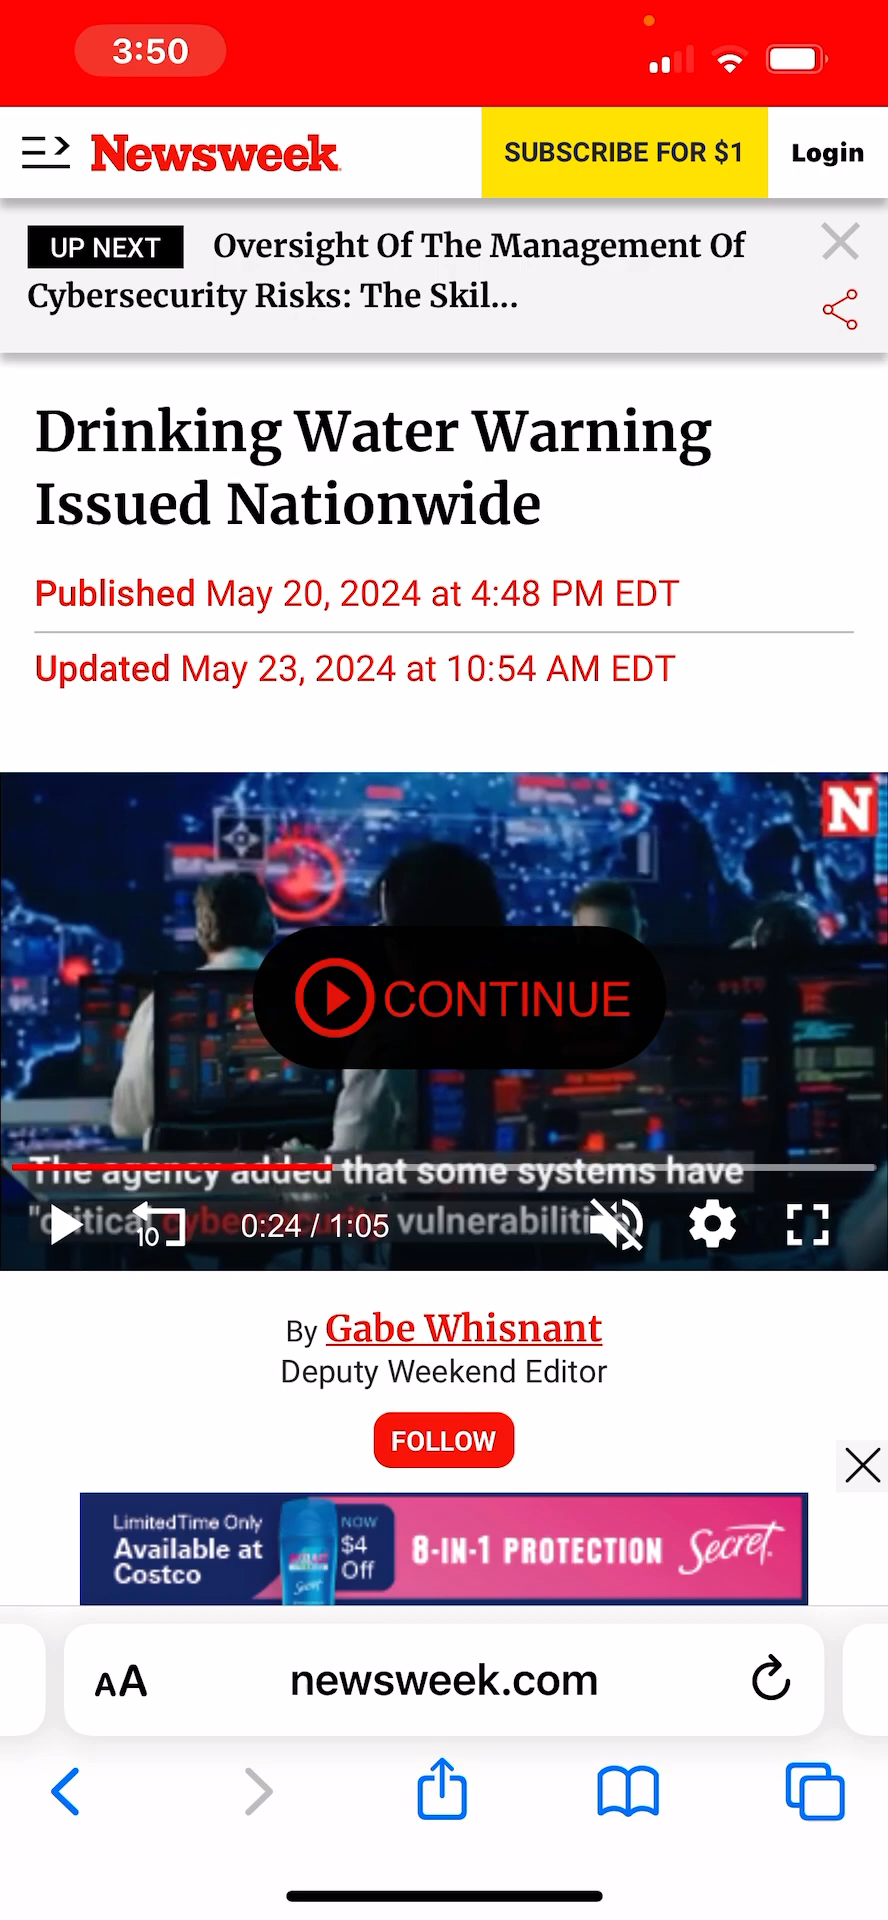 3:50
Newsweek
SUBSCRIBE FOR $1
Login
UP NEXT Oversight Of The Management Of
Cybersecurity Risks: The Skil...
Drinking Water Warning
Issued Nationwide
Published May 20, 2024 at 4:48 PM EDT
Updated May 23, 2024 at 10:54 AM EDT
N
CONTINUE
The agency added that some systems have
"critical cybersecurity vulnerabiliti
10
0:24 / 1:05
By Gabe Whisnant
Deputy Weekend Editor
FOLLOW
Limited Time Only
Available at
Costco
NOW
$4
Off
8-IN-1 PROTECTION
Secret.
Secret
AA
newsweek.com